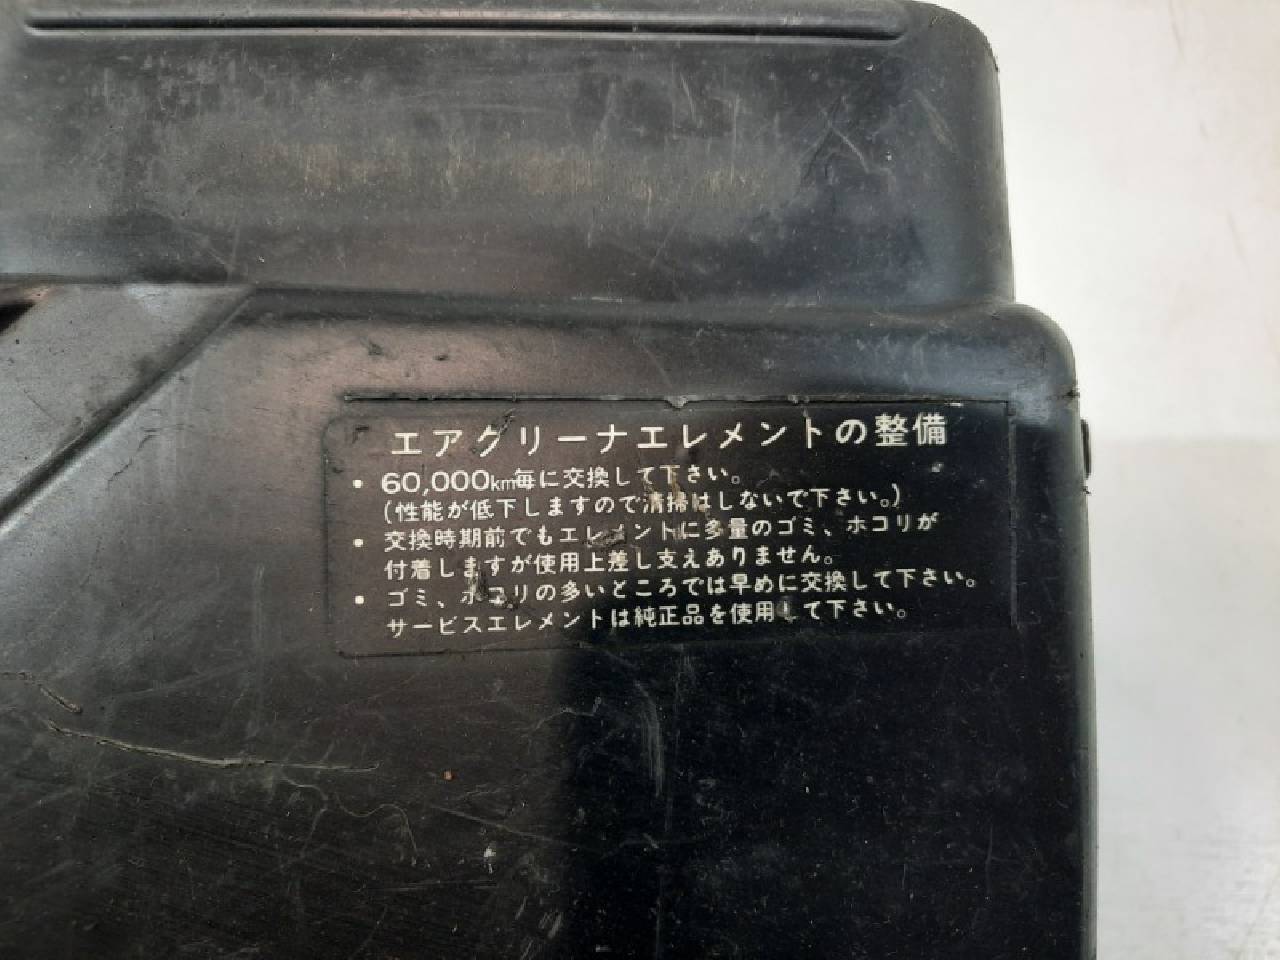 エアクリーナエレメントの整備
• 60,000km毎に交換して下さい。
(性能が低下しますので清掃はしないで下さい。)
• 交換時期前でもエレメントに多量のゴミ、ホコリが
付着しますが使用上差し支えありません。
• ゴミ、ホコリの多いところでは早めに交換して下さい。
サービスエレメントは純正品を使用して下さい。